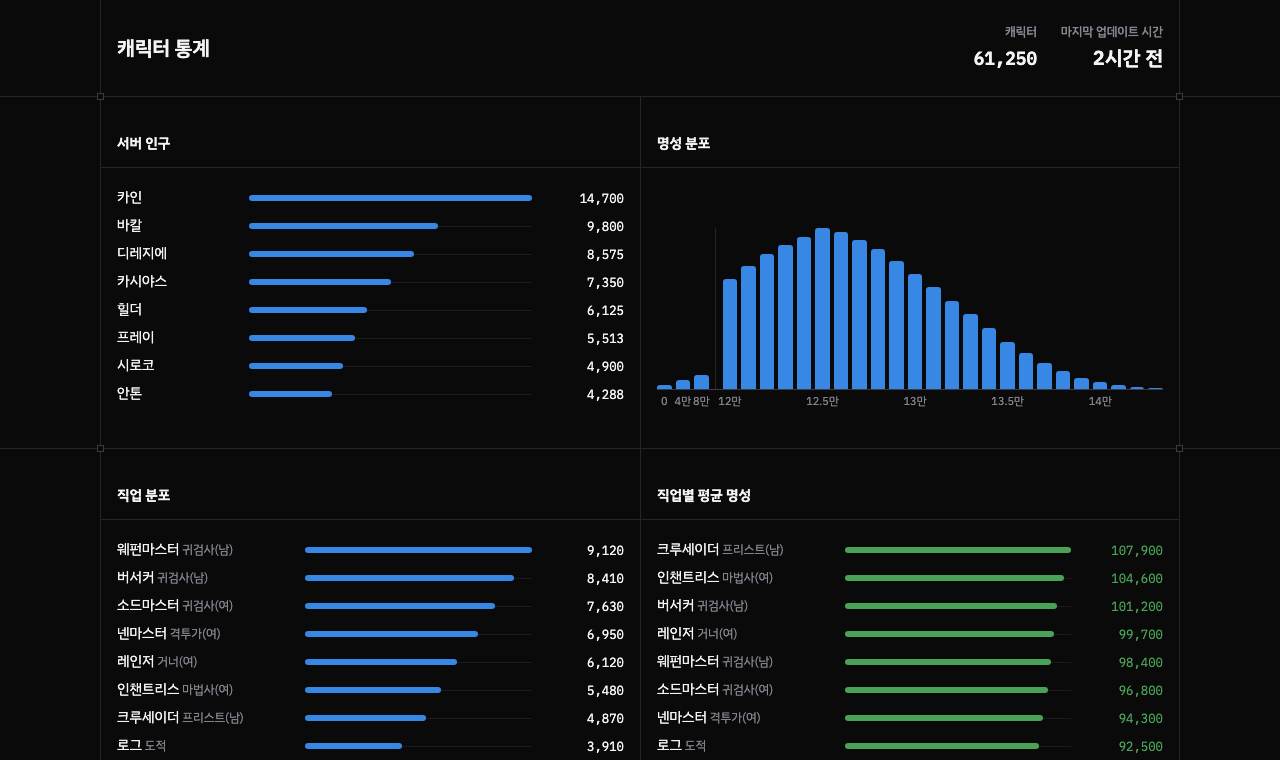 캐릭터 통계
캐릭터
61,250
마지막 업데이트 시간
2시간 전
서버 인구
카인 14,700
바칼 9,800
디레지에 8,575
카시야스 7,350
힐더 6,125
프레이 5,513
시로코 4,900
안톤 4,288
명성 분포
0 4만 8만 12만 12.5만 13만 13.5만 14만
직업 분포
웨펀마스터 귀검사(남) 9,120
버서커 귀검사(남) 8,410
소드마스터 귀검사(여) 7,630
넨마스터 격투가(여) 6,950
레인저 거너(여) 6,120
인챈트리스 마법사(여) 5,480
크루세이더 프리스트(남) 4,870
로그 도적 3,910
직업별 평균 명성
크루세이더 프리스트(남) 107,900
인챈트리스 마법사(여) 104,600
버서커 귀검사(남) 101,200
레인저 거너(여) 99,700
웨펀마스터 귀검사(남) 98,400
소드마스터 귀검사(여) 96,800
넨마스터 격투가(여) 94,300
로그 도적 92,500